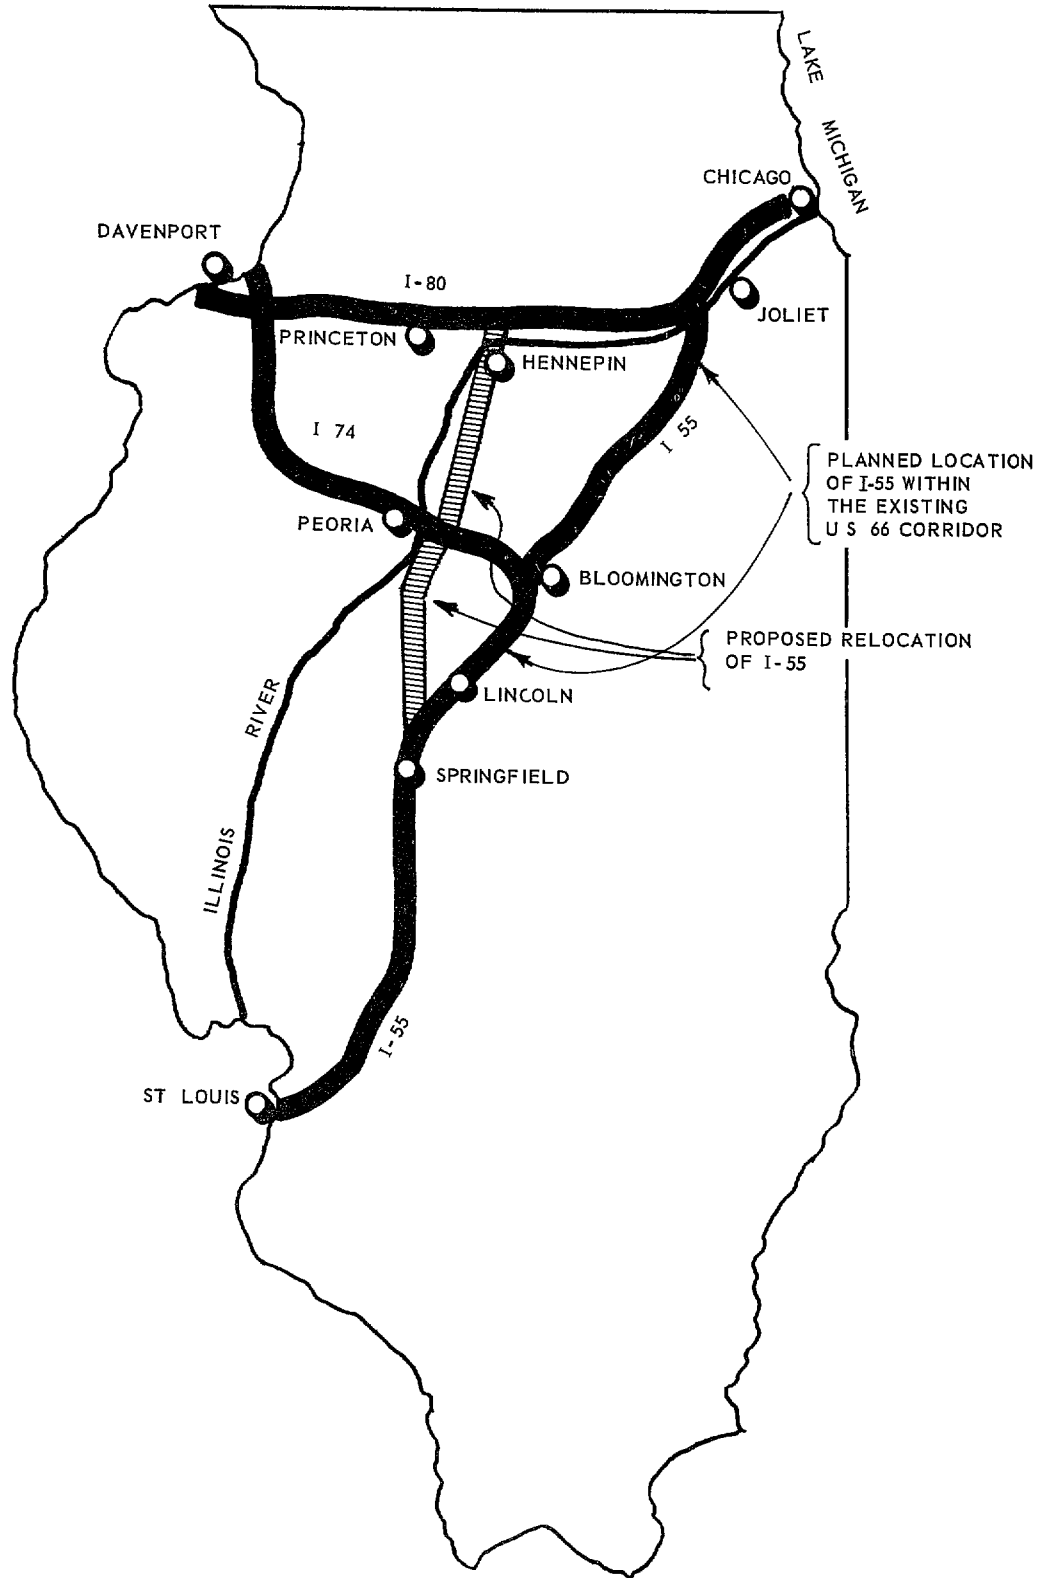 LAKE MICHIGAN
CHICAGO
DAVENPORT
I-80
JOLIET
PRINCETON
HENNEPIN
I 74
I 55
PLANNED LOCATION
OF I-55 WITHIN
THE EXISTING
U S 66 CORRIDOR
PEORIA
BLOOMINGTON
PROPOSED RELOCATION
OF I-55
LINCOLN
ILLINOIS RIVER
SPRINGFIELD
I-55
ST LOUIS